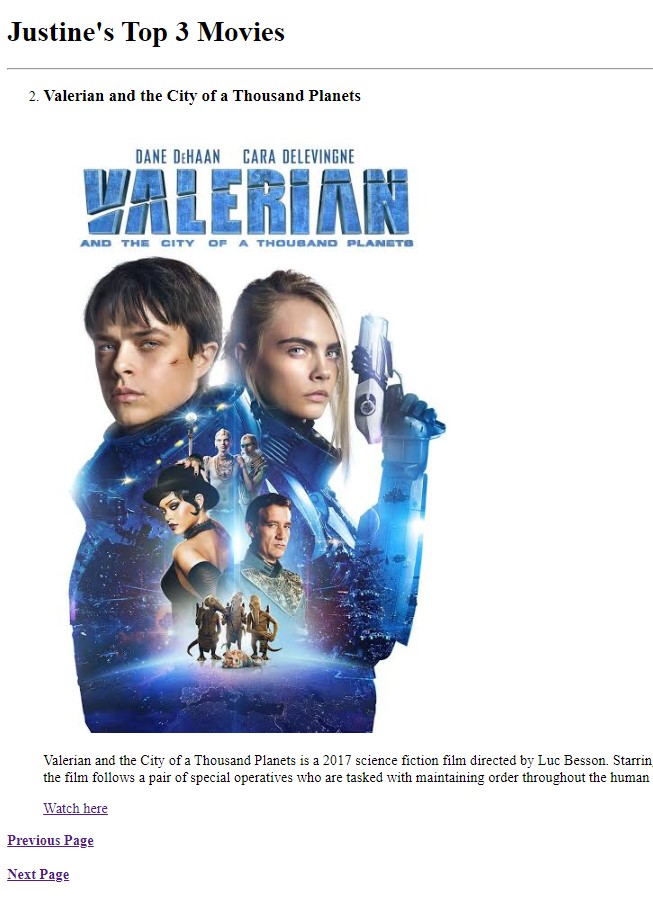 Justine's Top 3 Movies
2. Valerian and the City of a Thousand Planets
DANE DEHAAN CARA DELEVINGNE
VALERIAN
AND THE CITY OF A THOUSAND PLANETS
Valerian and the City of a Thousand Planets is a 2017 science fiction film directed by Luc Besson. Starrin
the film follows a pair of special operatives who are tasked with maintaining order throughout the human
Watch here
Previous Page
Next Page